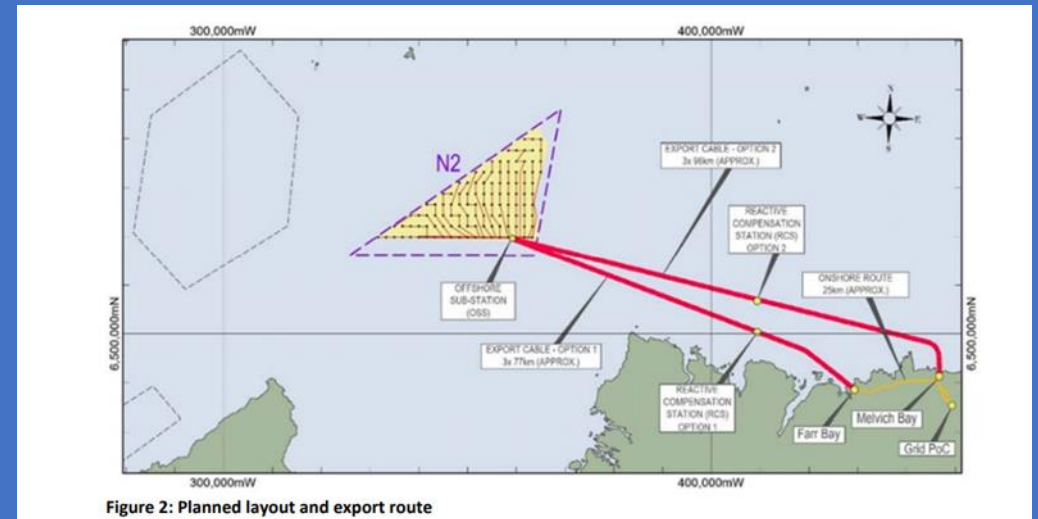 300,000mW
400,000mW
N
W
E
S
N2
EXPORT CABLE - OPTION 2
3x 96km (APPROX.)
REACTIVE
COMPENSATION
STATION (RCS)
OPTION 2
OFFSHORE
SUB-STATION
(OSS)
ONSHORE ROUTE
25km (APPROX.)
6,500,000mN
6,500,000mN
EXPORT CABLE - OPTION 1
3x 77km (APPROX.)
REACTIVE
COMPENSATION
STATION (RCS)
OPTION 1
Farr Bay
Melvich Bay
Grid PoC
300,000mW
400,000mW
Figure 2: Planned layout and export route